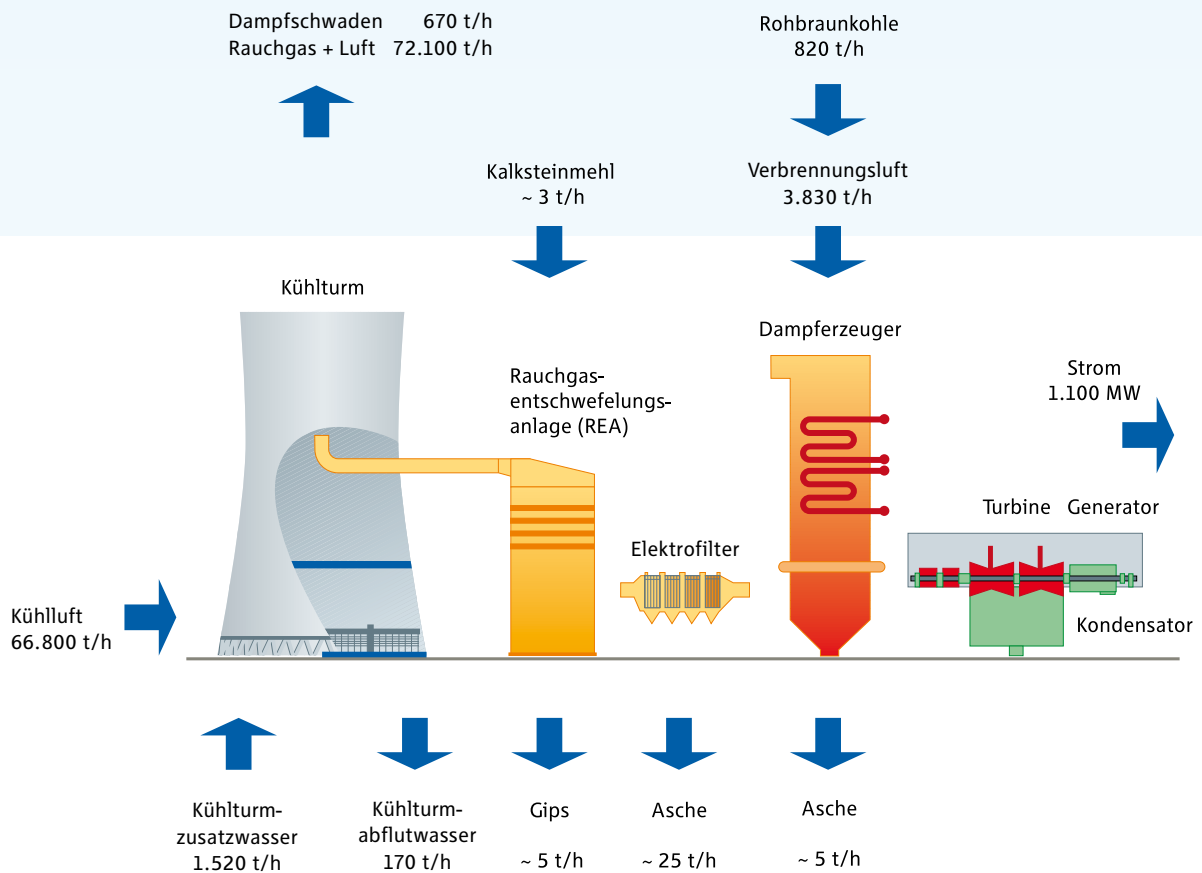 Dampfschwaden 670 t/h
Rauchgas + Luft 72.100 t/h
Rohbraunkohle
820 t/h
Kalksteinmehl
~ 3 t/h
Verbrennungsluft
3.830 t/h
Kühlturm
Dampferzeuger
Rauchgas-
entschwefelungs-
anlage (REA)
Strom
1.100 MW
Turbine
Generator
Elektrofilter
Kühlluft
66.800 t/h
Kondensator
Kühlturm-
zusatzwasser
1.520 t/h
Kühlturm-
abflutwasser
170 t/h
Gips
~ 5 t/h
Asche
~ 25 t/h
Asche
~ 5 t/h